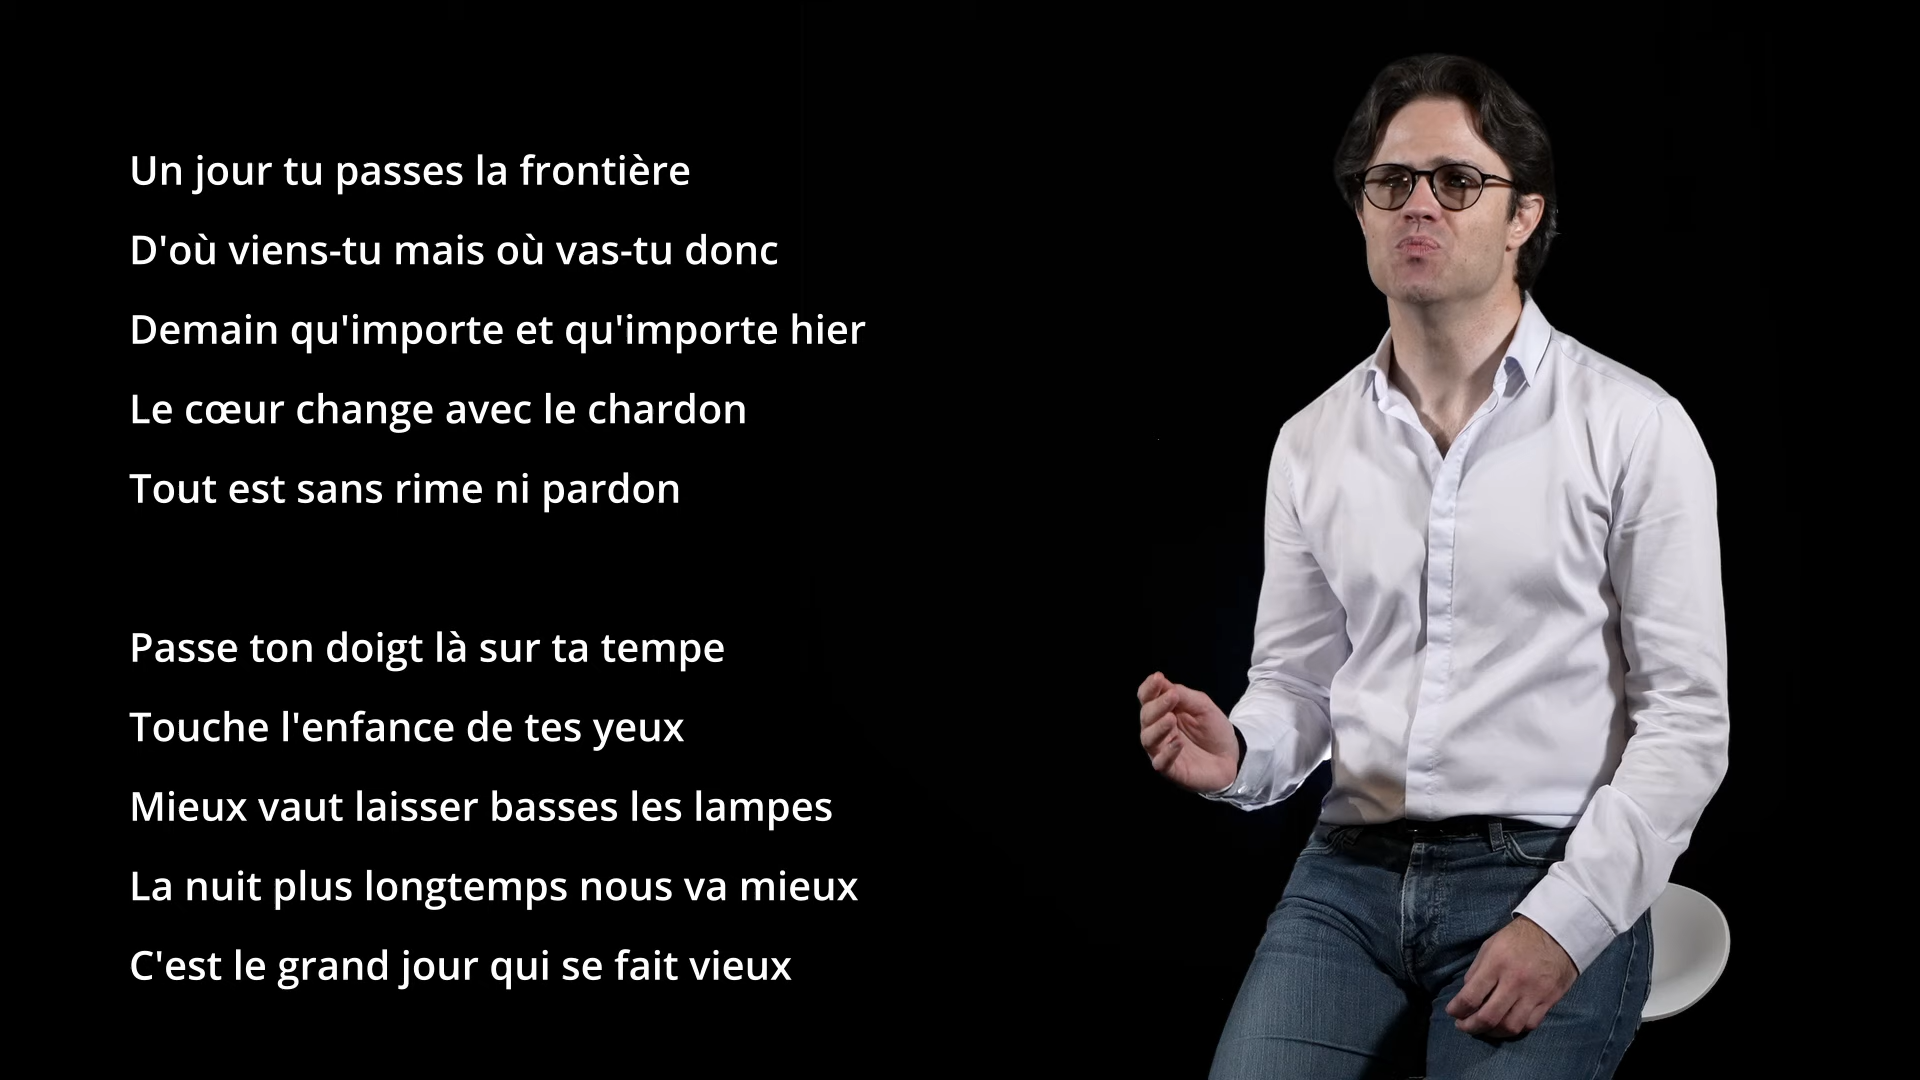 Un jour tu passes la frontière
D'où viens-tu mais où vas-tu donc
Demain qu'importe et qu'importe hier
Le cœur change avec le chardon
Tout est sans rime ni pardon
Passe ton doigt là sur ta tempe
Touche l'enfance de tes yeux
Mieux vaut laisser basses les lampes
La nuit plus longtemps nous va mieux
C'est le grand jour qui se fait vieux